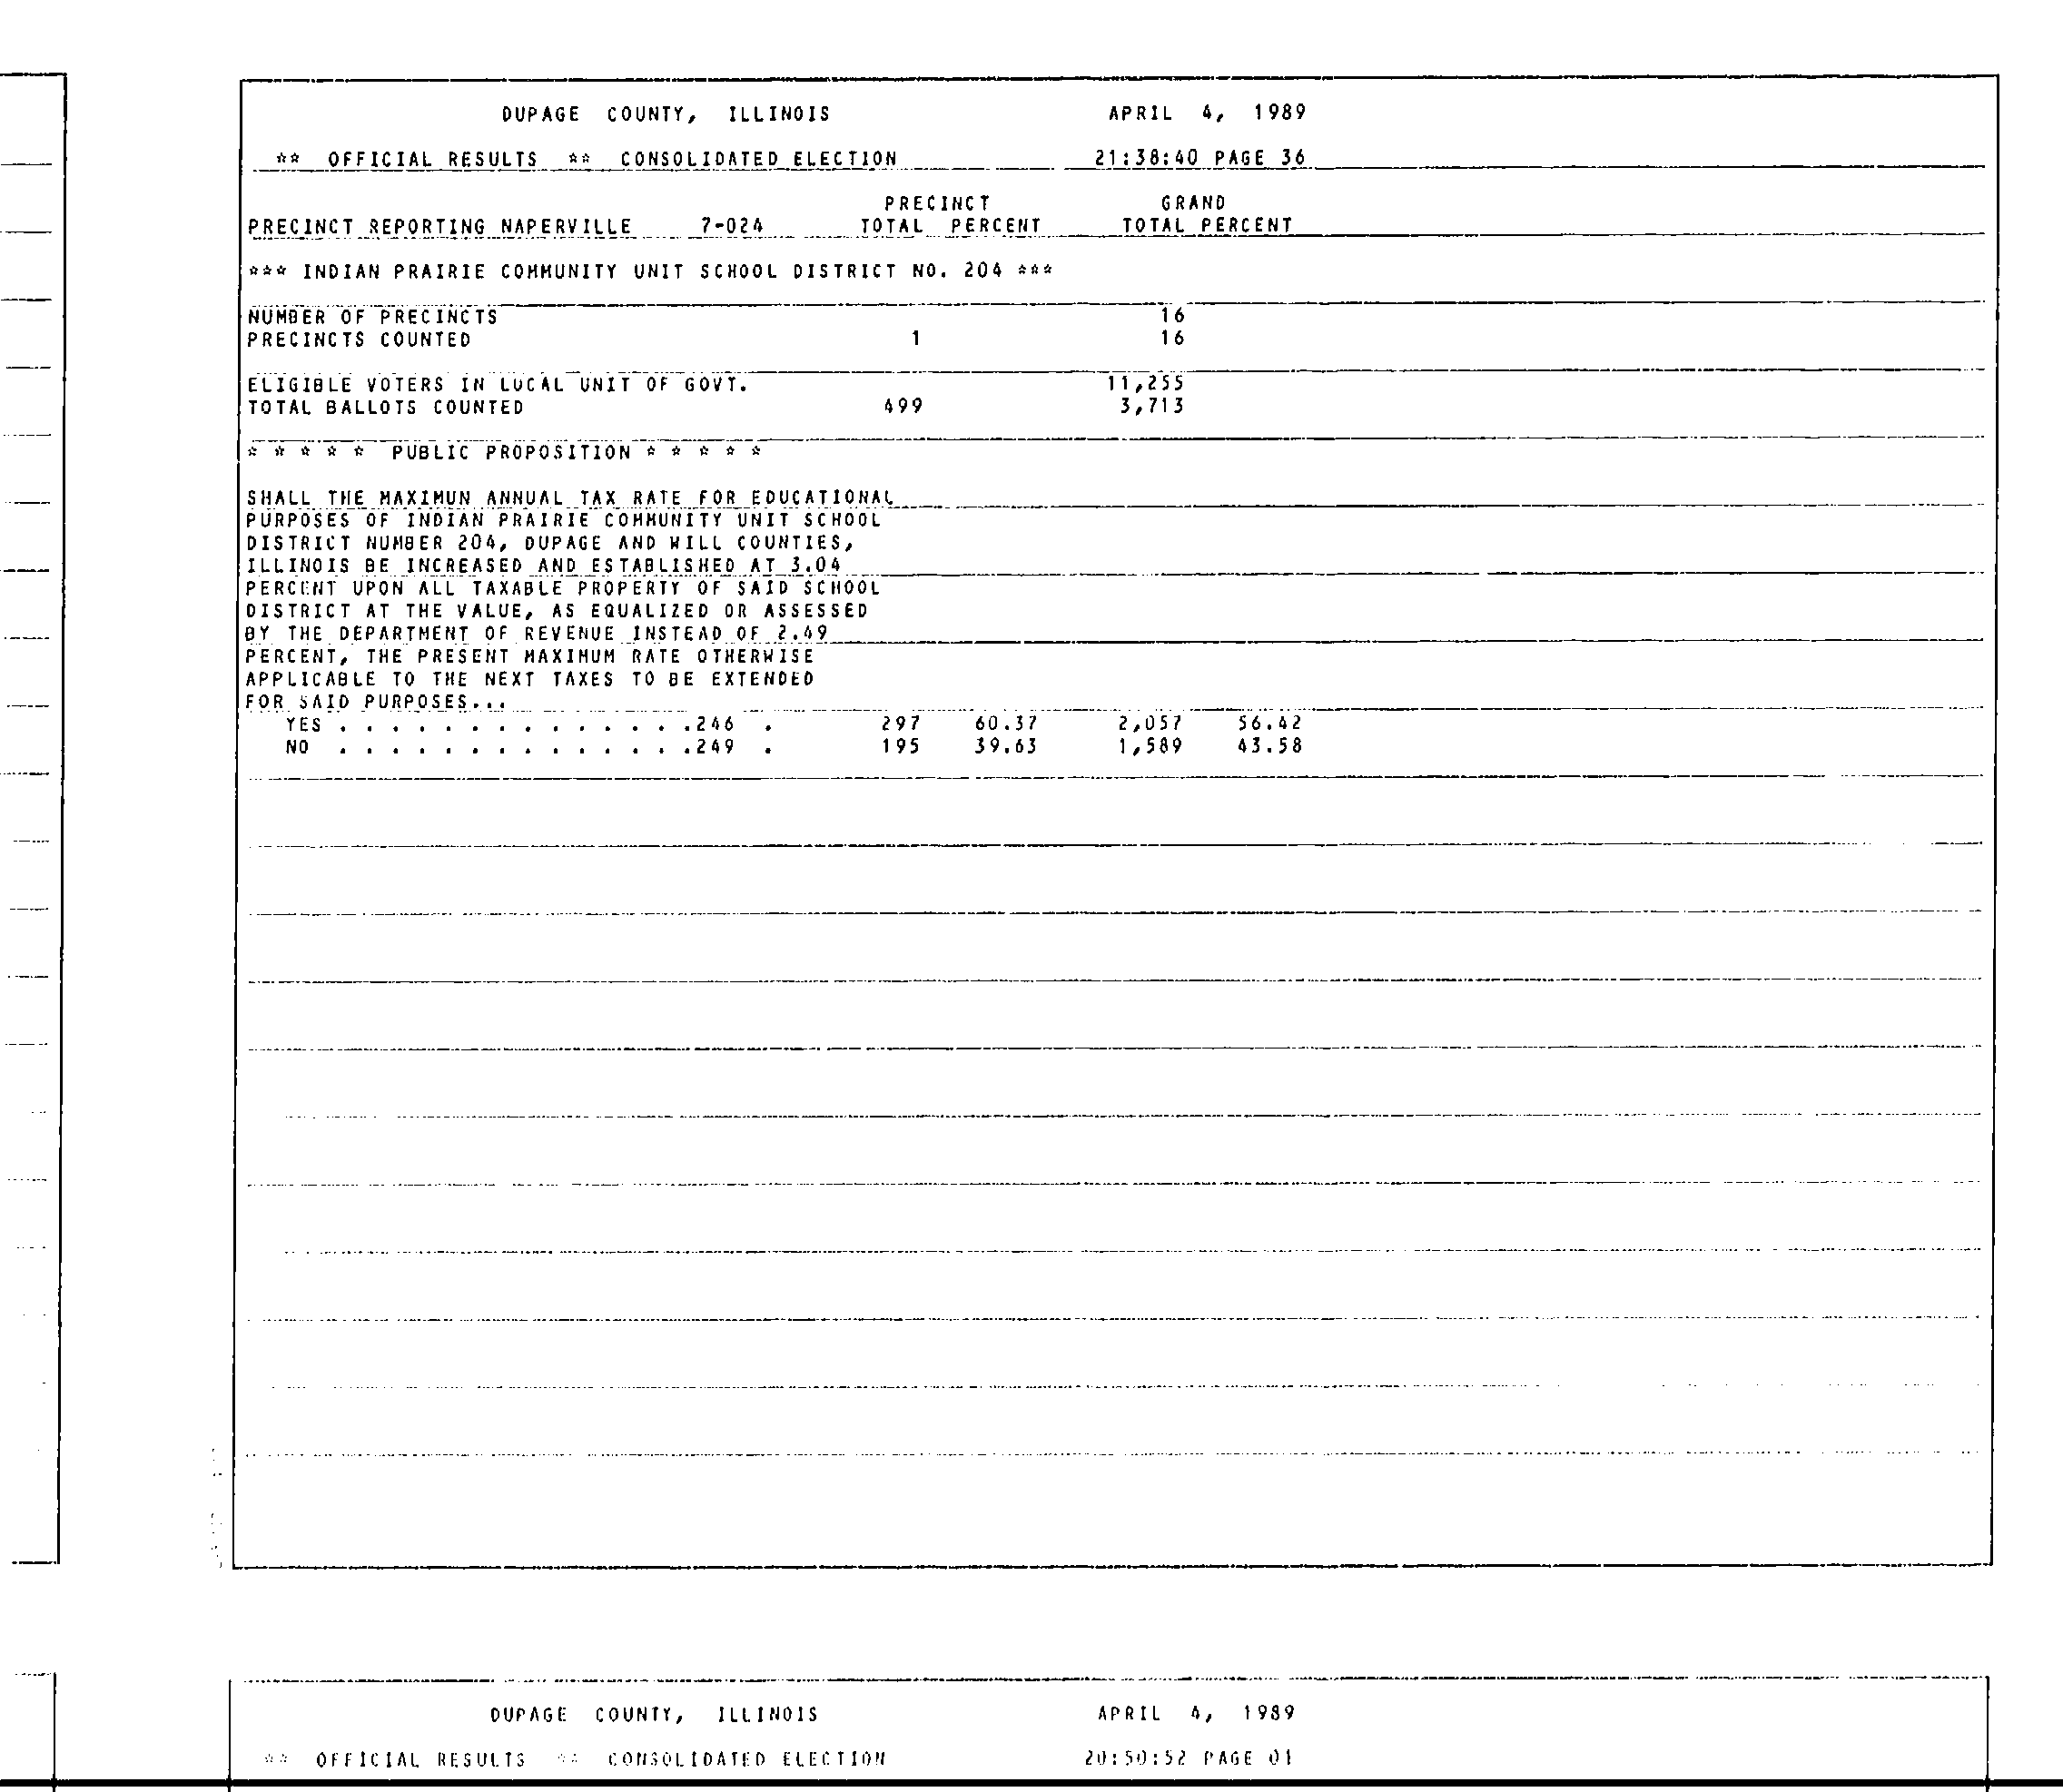 DUPAGE COUNTY, ILLINOIS APRIL 4, 1989
** OFFICIAL RESULTS ** CONSOLIDATED ELECTION 21:38:40 PAGE 36
PRECINCT GRAND
PRECINCT REPORTING NAPERVILLE 7-024 TOTAL PERCENT TOTAL PERCENT
*** INDIAN PRAIRIE COMMUNITY UNIT SCHOOL DISTRICT NO. 204 ***
NUMBER OF PRECINCTS 16
PRECINCTS COUNTED 1 16
ELIGIBLE VOTERS IN LOCAL UNIT OF GOVT. 11,255
TOTAL BALLOTS COUNTED 499 3,713
* * * * * PUBLIC PROPOSITION * * * * *
SHALL THE MAXIMUN ANNUAL TAX RATE FOR EDUCATIONAL
PURPOSES OF INDIAN PRAIRIE COMMUNITY UNIT SCHOOL
DISTRICT NUMBER 204, DUPAGE AND WILL COUNTIES,
ILLINOIS BE INCREASED AND ESTABLISHED AT 3.04
PERCENT UPON ALL TAXABLE PROPERTY OF SAID SCHOOL
DISTRICT AT THE VALUE, AS EQUALIZED OR ASSESSED
BY THE DEPARTMENT OF REVENUE INSTEAD OF 2.49
PERCENT, THE PRESENT MAXIMUM RATE OTHERWISE
APPLICABLE TO THE NEXT TAXES TO BE EXTENDED
FOR SAID PURPOSES...
YES . . . . . . . . . . . . . .246 . 297 60.37 2,057 56.42
NO . . . . . . . . . . . . . .249 . 195 39.63 1,589 43.58
DUPAGE COUNTY, ILLINOIS APRIL 4, 1989
** OFFICIAL RESULTS ** CONSOLIDATED ELECTION 20:50:52 PAGE 01